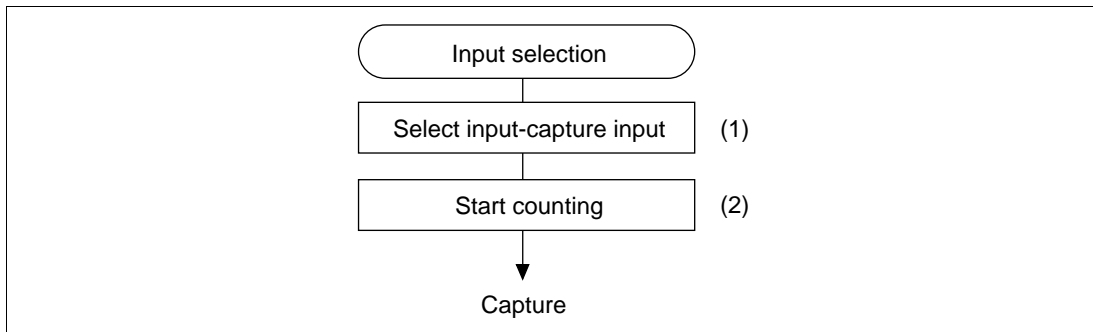 Input selection
Select input-capture input (1)
Start counting (2)
Capture